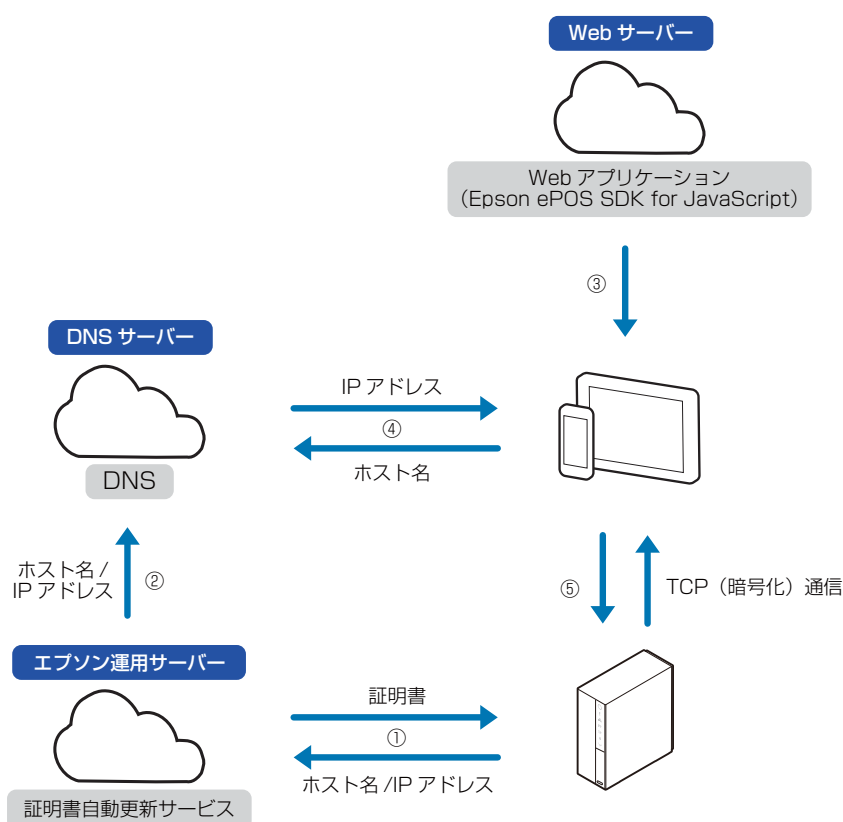 Web サーバー
Web アプリケーション
（Epson ePOS SDK for JavaScript）
③
DNS サーバー
IP アドレス
④
ホスト名
DNS
ホスト名 /
IP アドレス
②
⑤
TCP（暗号化）通信
エプソン運用サーバー
証明書
①
ホスト名 /IP アドレス
証明書自動更新サービス